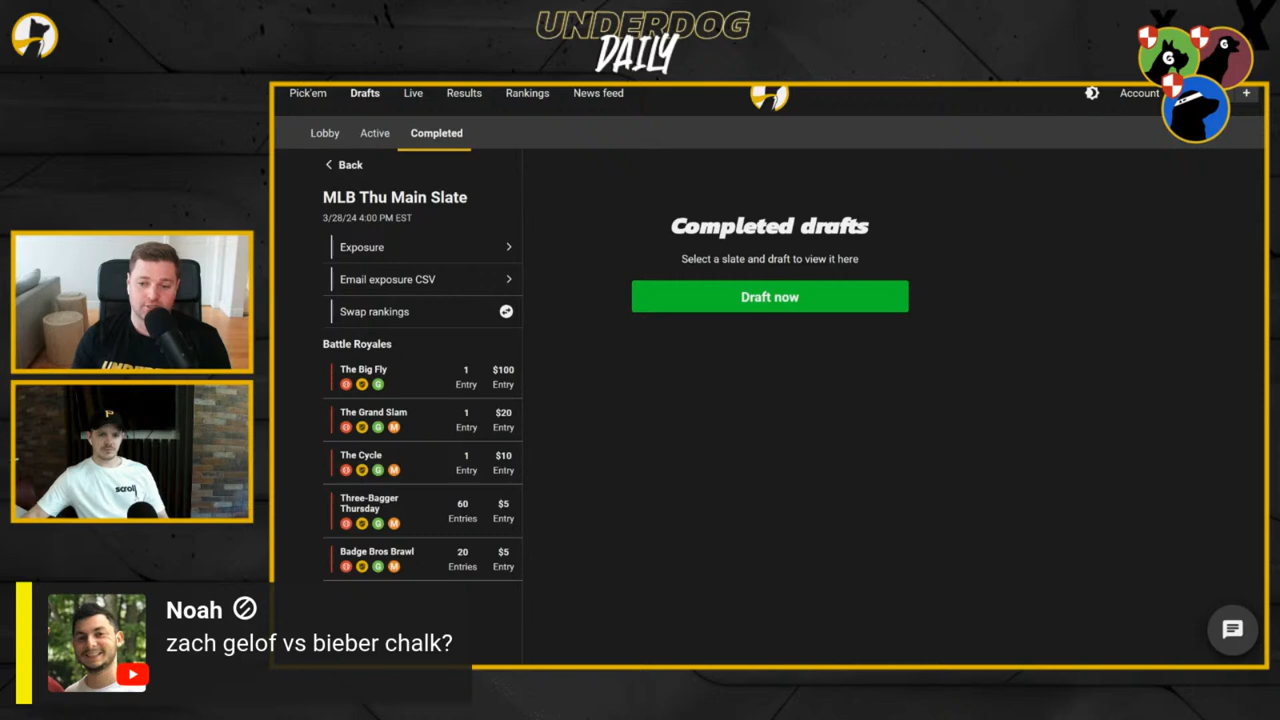 UNDERDOG
DAILY
Pick'em Drafts Live Results Rankings News feed Account +
Lobby Active Completed
Back
MLB Thu Main Slate
3/28/24 4:00 PM EST
Exposure
Email exposure CSV
Swap rankings
Battle Royales
The Big Fly 1 $100
G Entry Entry
The Grand Slam 1 $20
G M Entry Entry
The Cycle 1 $10
G M Entry Entry
Three-Bagger
Thursday 60 $5
G M Entries Entry
Badge Bros Brawl 20 $5
G M Entries Entry
Completed drafts
Select a slate and draft to view it here
Draft now
G
G
P
scroll
Noah
zach gelof vs bieber chalk?